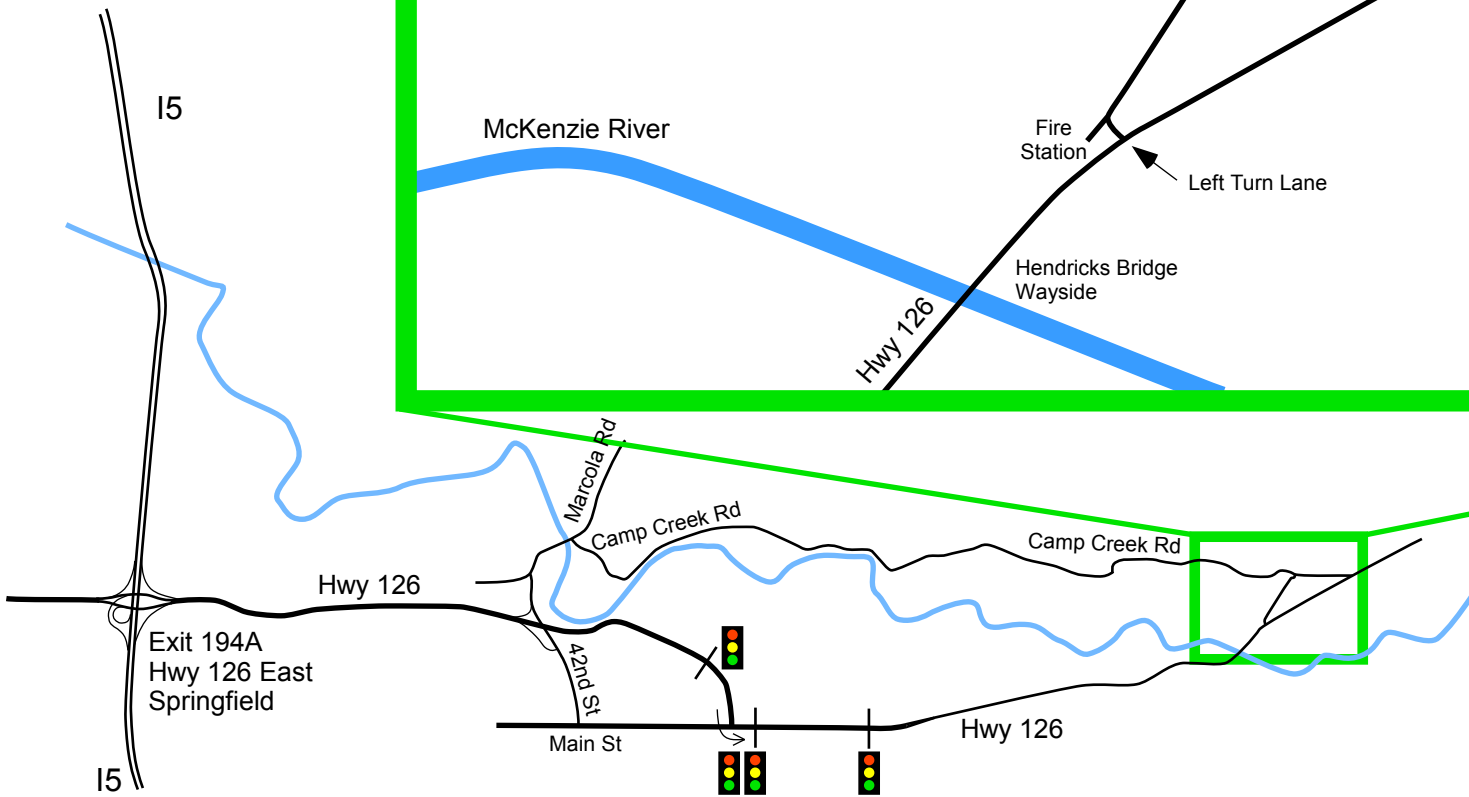 I5
McKenzie River
Fire
Station
Left Turn Lane
Hendricks Bridge
Wayside
Hwy 126
Marcola Rd
Camp Creek Rd
Camp Creek Rd
Hwy 126
Exit 194A
Hwy 126 East
Springfield
42nd St
Main St
Hwy 126
I5